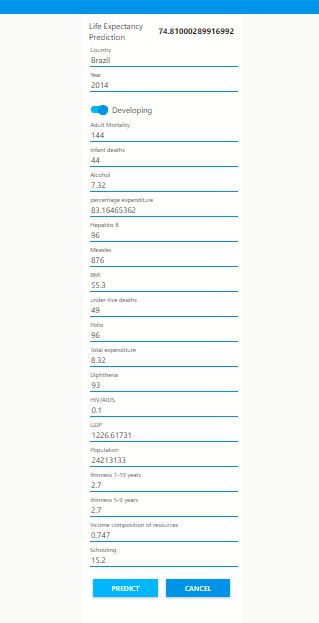 Life Expectancy
Prediction
74.81000289916992
Country
Brazil
Year
2014
Developing
Adult Mortality
144
infant deaths
44
Alcohol
7.32
percentage expenditure
83.16465362
Hepatitis B
96
Measles
876
BMI
55.3
under-five deaths
49
Polio
96
Total expenditure
8.32
Diphtheria
93
HIV/AIDS
0.1
GDP
1226.61731
Population
24213133
thinness 1-19 years
2.7
thinness 5-9 years
2.7
Income composition of resources
0.747
Schooling
15.2
PREDICT CANCEL